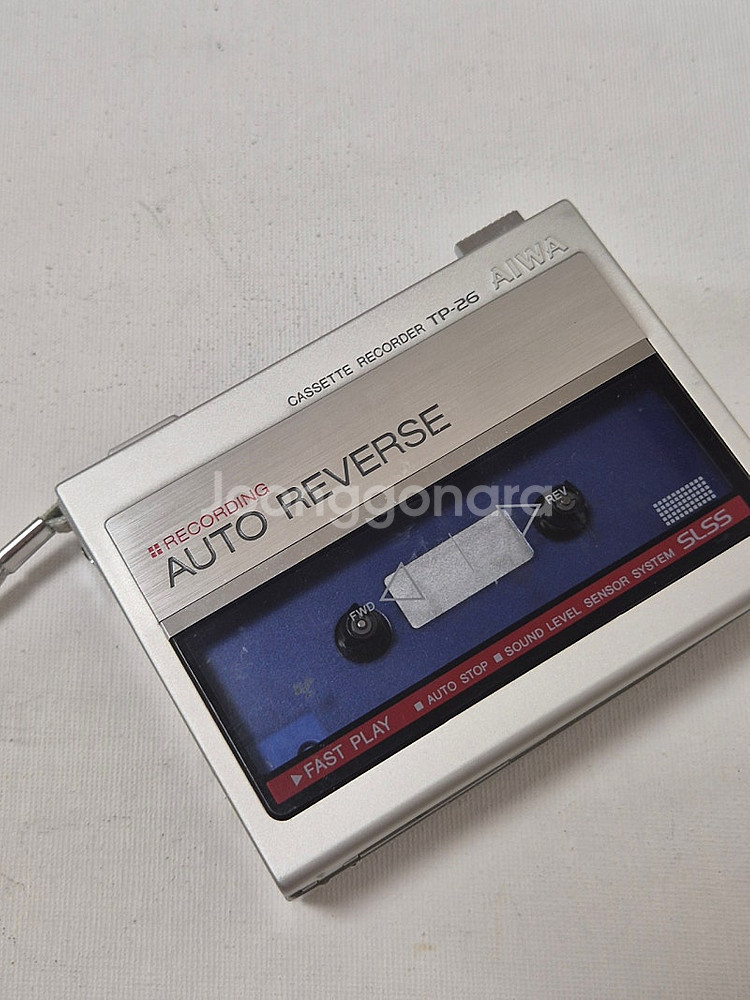 AIWA
CASSETTE RECORDER TP-26
RECORDING
AUTO REVERSE
REV
FWD
SLSS
▶FAST PLAY ■ AUTO STOP ■ SOUND LEVEL SENSOR SYSTEM
Joonggonara